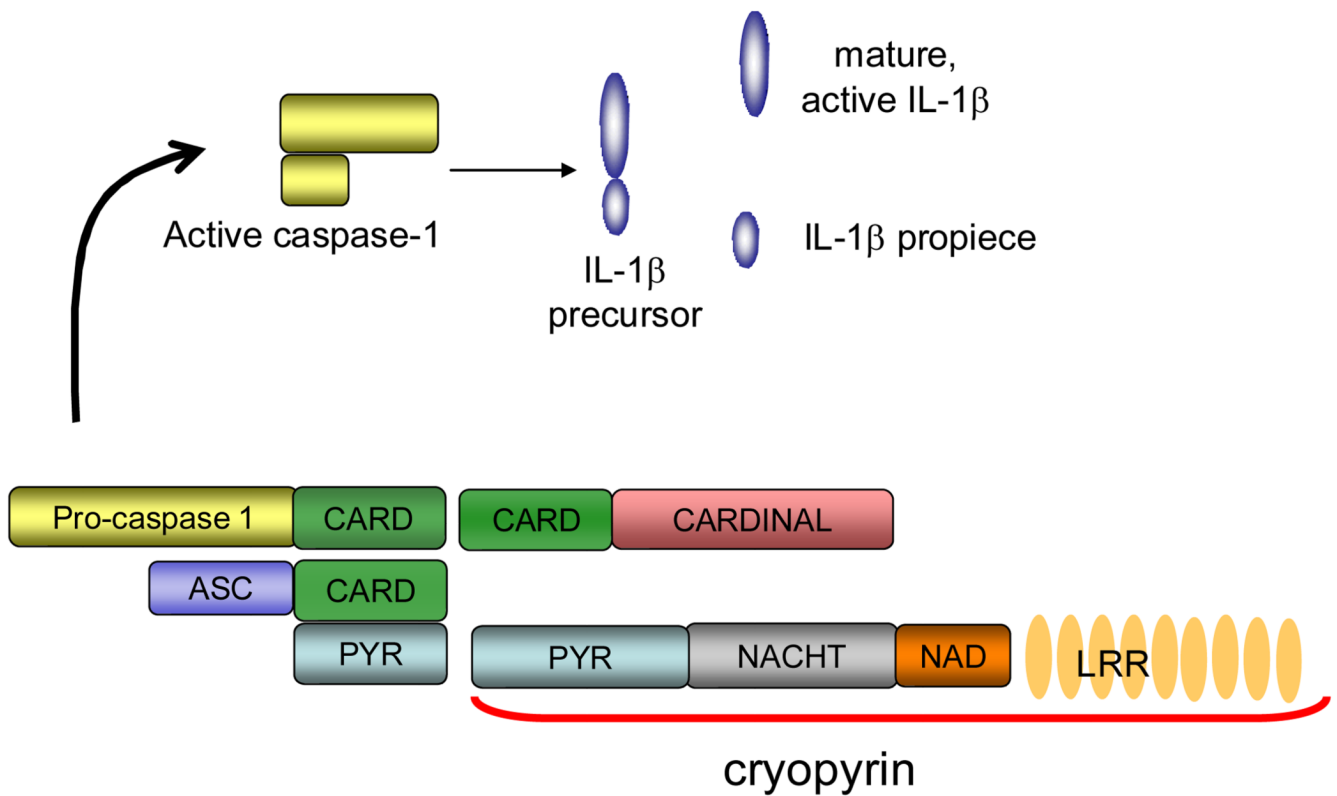 mature,
active IL-1β
Active caspase-1
IL-1β propiece
IL-1β
precursor
Pro-caspase 1 CARD CARD CARDINAL
ASC CARD
PYR PYR NACHT NAD LRR
cryopyrin